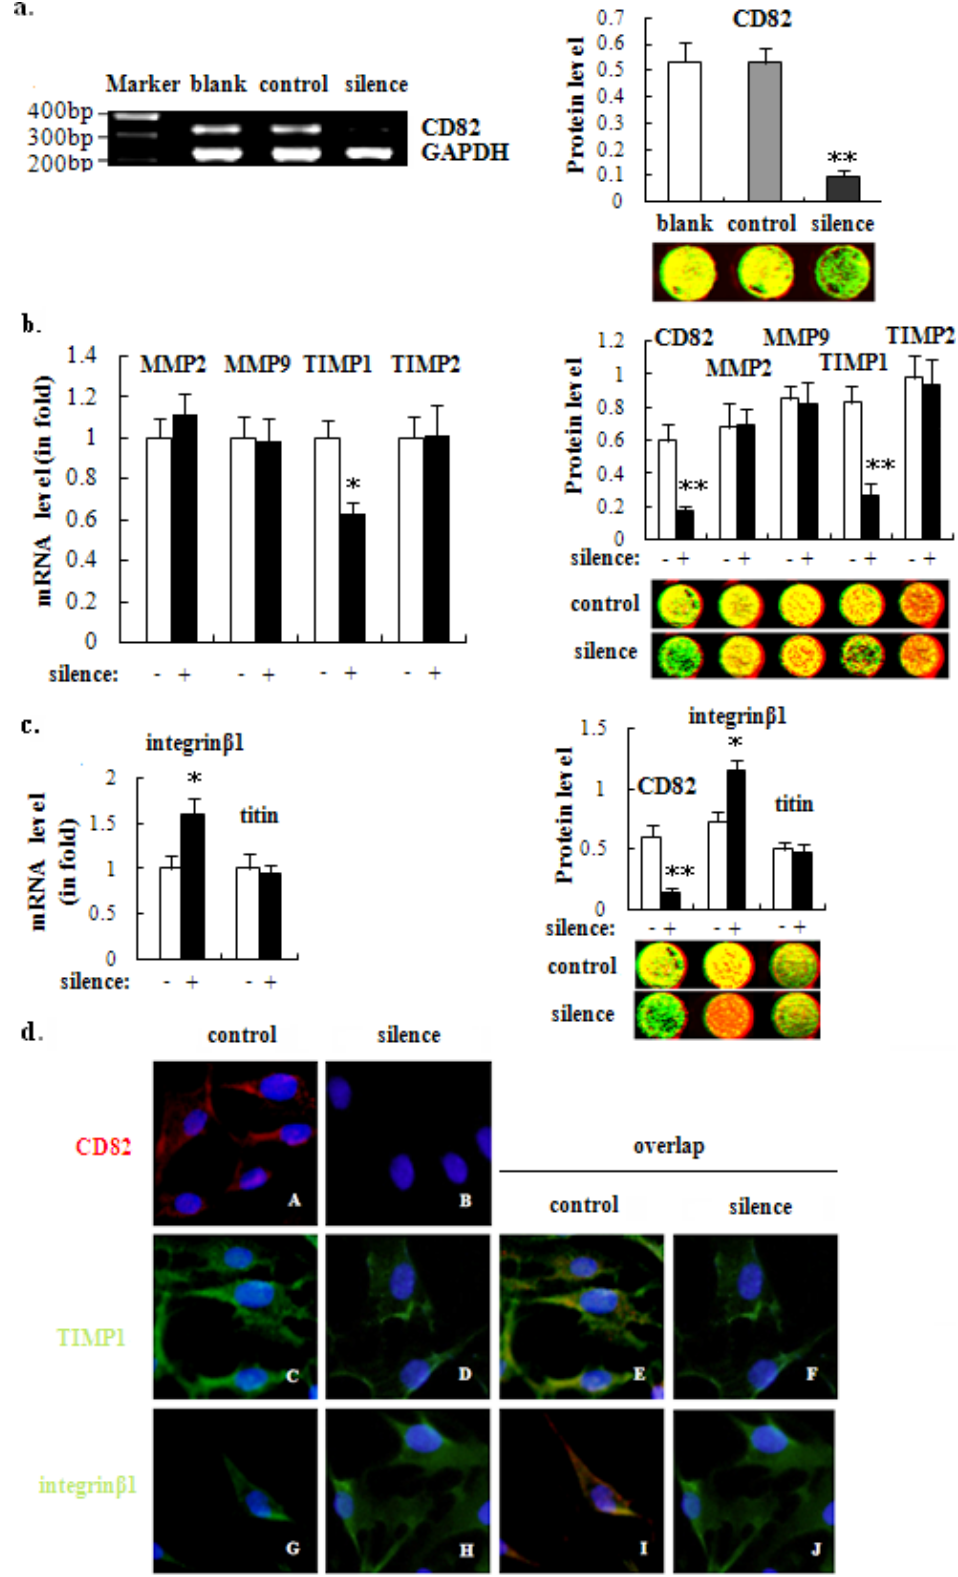 a.
Marker blank control silence
400bp
300bp
200bp
CD82
GAPDH
CD82
Protein level
0.7
0.6
0.5
0.4
0.3
0.2
0.1
0
**
blank control silence
b.
mRNA level (in fold)
1.4
1.2
1
0.8
0.6
0.4
0.2
0
MMP2 MMP9 TIMP1 TIMP2
*
silence: - + - + - + - +
Protein level
1.2
1
0.8
0.6
0.4
0.2
0
CD82
MMP2
MMP9
TIMP1
TIMP2
**
**
silence: - + - + - + - + - +
control
silence
c.
integrinβ1
titin
mRNA level
(in fold)
2
1.5
1
0.5
0
*
silence: - + - +
integrinβ1
CD82
titin
Protein level
1.5
1
0.5
0
*
**
silence: - + - + - +
control
silence
d.
control silence
CD82
A
B
overlap
control silence
TIMP1
C
D
E
F
integrinβ1
G
H
I
J